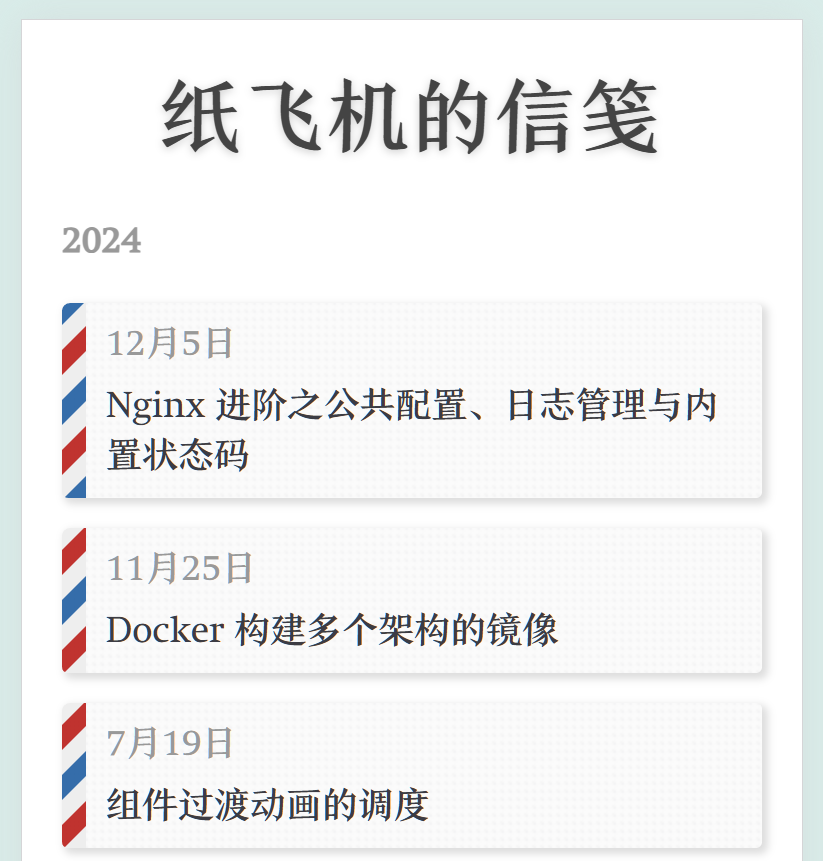 纸飞机的信笺
2024
12月5日
Nginx 进阶之公共配置、日志管理与内
置状态码
11月25日
Docker 构建多个架构的镜像
7月19日
组件过渡动画的调度